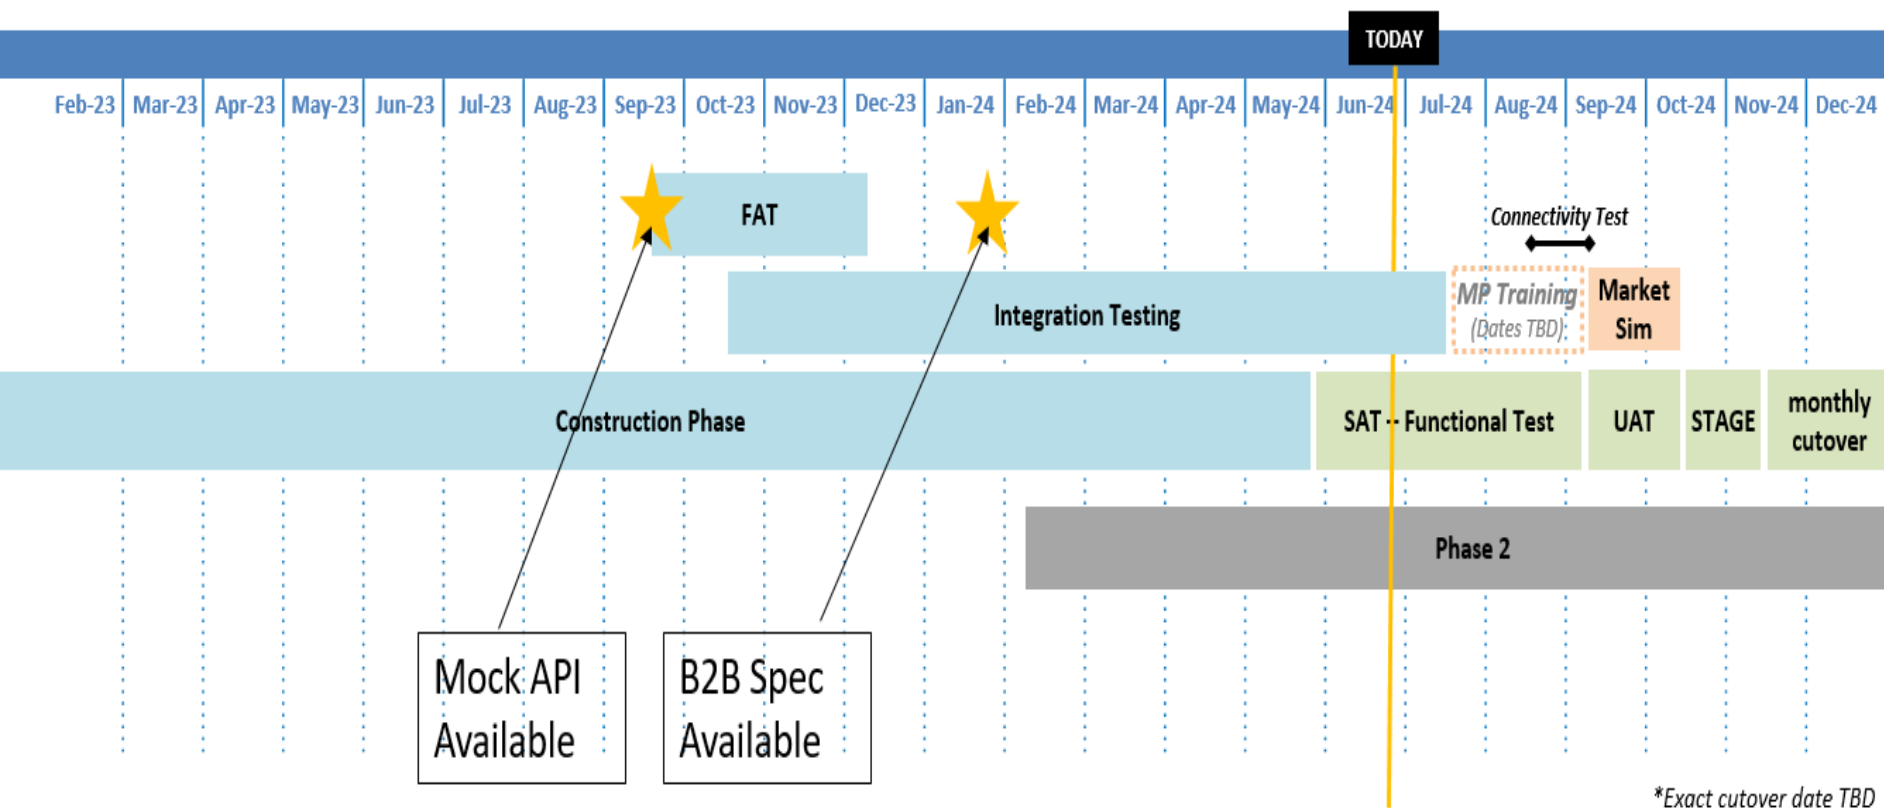 TODAY
Feb-23
Mar-23
Apr-23
May-23
Jun-23
Jul-23
Aug-23
Sep-23
Oct-23
Nov-23
Dec-23
Jan-24
Feb-24
Mar-24
Apr-24
May-24
Jun-24
Jul-24
Aug-24
Sep-24
Oct-24
Nov-24
Dec-24
FAT
Connectivity Test
Integration Testing
MP Training
(Dates TBD)
Market
Sim
Construction Phase
SAT – Functional Test
UAT
STAGE
monthly
cutover
Phase 2
Mock API
Available
B2B Spec
Available
*Exact cutover date TBD